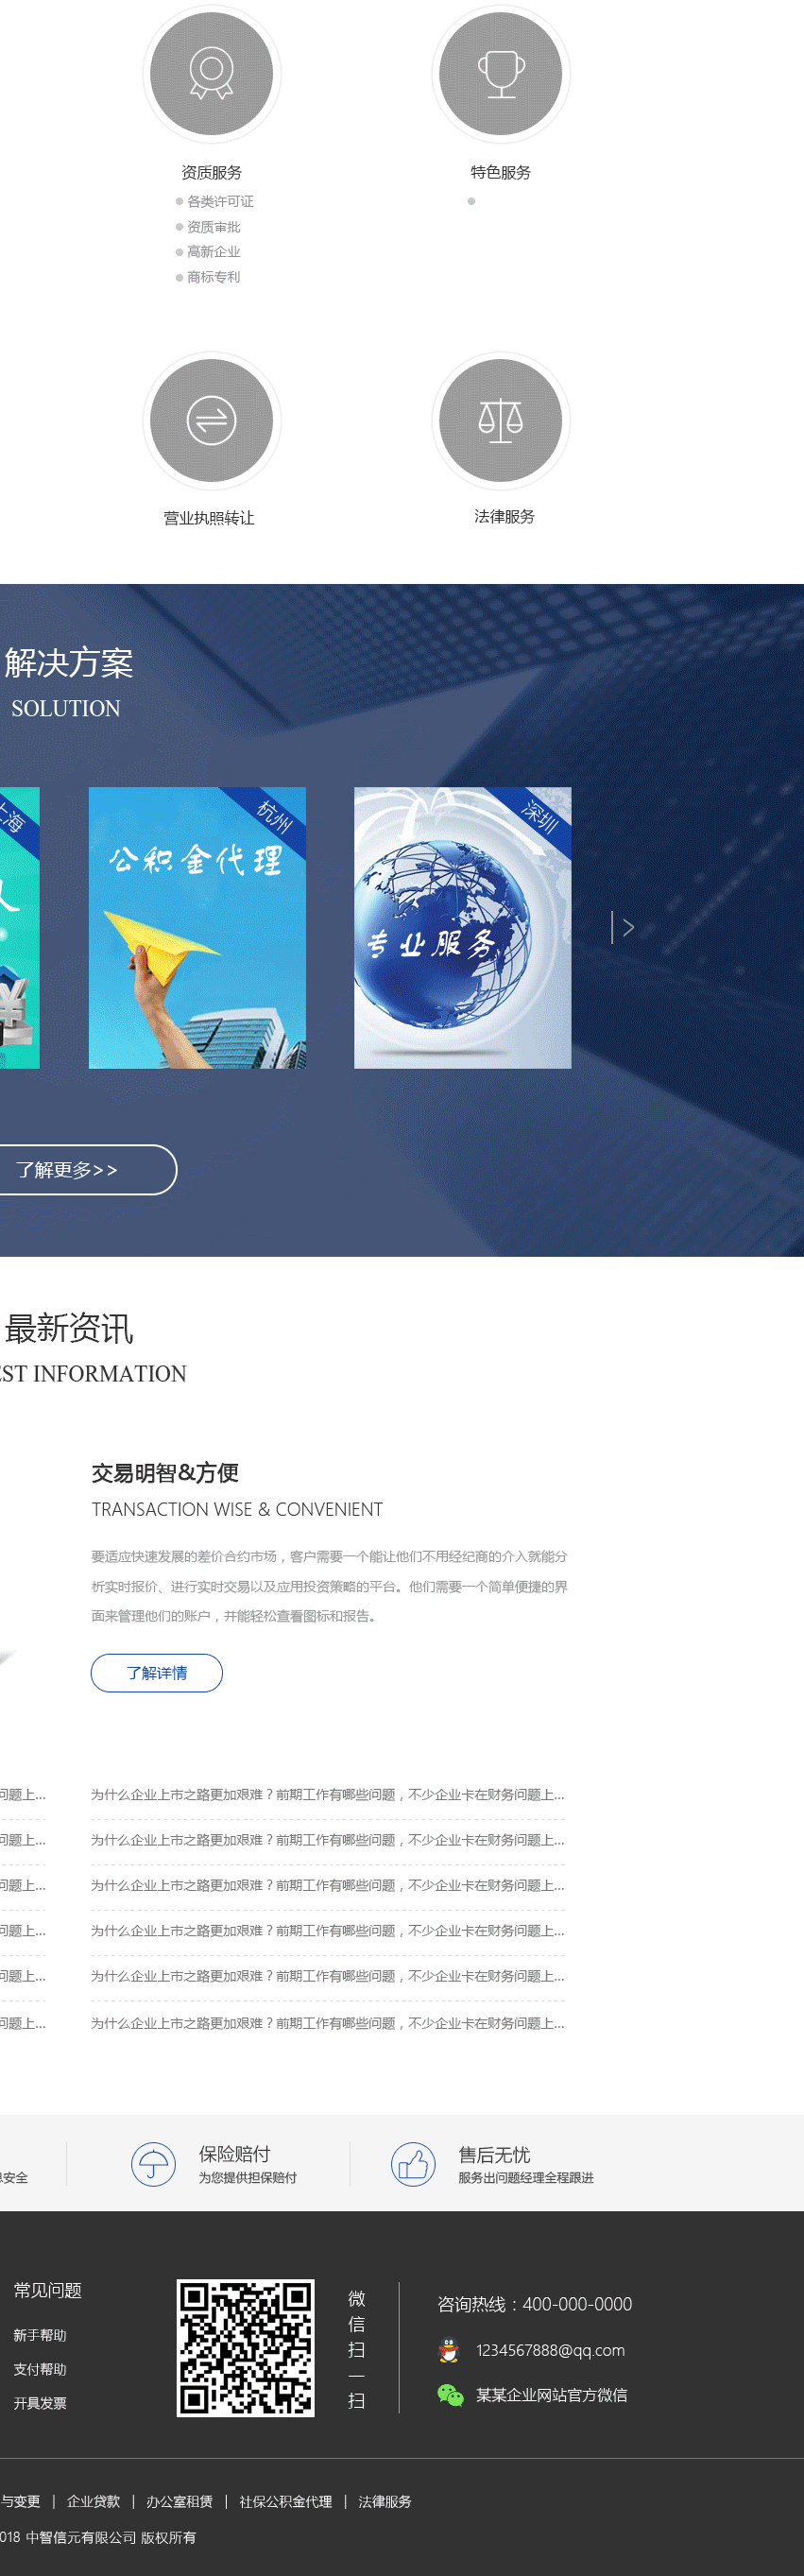 资质服务
特色服务
各类许可证
资质审批
高新企业
商标专利
营业执照转让
法律服务
解决方案
SOLUTION
上海
人
杭州
公积金代理
深圳
专业服务
了解更多>>
最新资讯
EST INFORMATION
交易明智&方便
TRANSACTION WISE & CONVENIENT
要适应快速发展的差价合约市场，客户需要一个能让他们不用经纪商的介入就能分
析实时报价、进行实时交易以及应用投资策略的平台。他们需要一个简单便捷的界
面来管理他们的账户，并能轻松查看图标和报告。
了解详情
问题上...
为什么企业上市之路更加艰难？前期工作有哪些问题，不少企业卡在财务问题上...
问题上...
为什么企业上市之路更加艰难？前期工作有哪些问题，不少企业卡在财务问题上...
问题上...
为什么企业上市之路更加艰难？前期工作有哪些问题，不少企业卡在财务问题上...
问题上...
为什么企业上市之路更加艰难？前期工作有哪些问题，不少企业卡在财务问题上...
问题上...
为什么企业上市之路更加艰难？前期工作有哪些问题，不少企业卡在财务问题上...
问题上...
为什么企业上市之路更加艰难？前期工作有哪些问题，不少企业卡在财务问题上...
息安全
保险赔付
为您提供担保赔付
售后无忧
服务出问题经理全程跟进
常见问题
新于帮助
支付帮助
开具发票
微
信
扫
一
扫
咨询热线：400-000-0000
1234567888@qq.com
某某企业网站官方微信
与变更 | 企业贷款 | 办公室租赁 | 社保公积金代理 | 法律服务
018 中智信元有限公司 版权所有